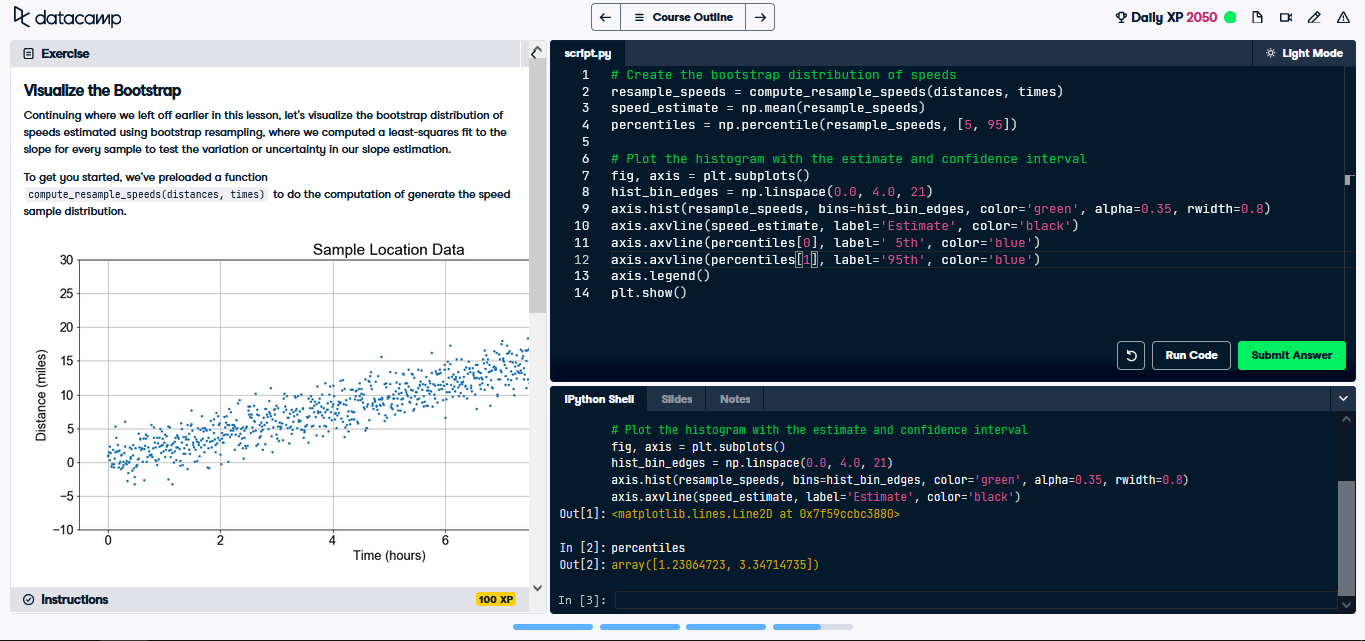 datacamp
Course Outline
Daily XP 2050
Exercise
Visualize the Bootstrap
Continuing where we left off earlier in this lesson, let's visualize the bootstrap distribution of
speeds estimated using bootstrap resampling, where we computed a least-squares fit to the
slope for every sample to test the variation or uncertainty in our slope estimation.
To get you started, we've preloaded a function
compute_resample_speeds(distances, times) to do the computation of generate the speed
sample distribution.
Sample Location Data
30
25
20
15
10
5
0
−5
−10
Distance (miles)
0 2 4 6
Time (hours)
Instructions
100 XP
script.py
Light Mode
1 # Create the bootstrap distribution of speeds
2 resample_speeds = compute_resample_speeds(distances, times)
3 speed_estimate = np.mean(resample_speeds)
4 percentiles = np.percentile(resample_speeds, [5, 95])
5
6 # Plot the histogram with the estimate and confidence interval
7 fig, axis = plt.subplots()
8 hist_bin_edges = np.linspace(0.0, 4.0, 21)
9 axis.hist(resample_speeds, bins=hist_bin_edges, color='green', alpha=0.35, rwidth=0.8)
10 axis.axvline(speed_estimate, label='Estimate', color='black')
11 axis.axvline(percentiles[0], label=' 5th', color='blue')
12 axis.axvline(percentiles[1], label='95th', color='blue')
13 axis.legend()
14 plt.show()
Run Code
Submit Answer
IPython Shell
Slides
Notes
# Plot the histogram with the estimate and confidence interval
fig, axis = plt.subplots()
hist_bin_edges = np.linspace(0.0, 4.0, 21)
axis.hist(resample_speeds, bins=hist_bin_edges, color='green', alpha=0.35, rwidth=0.8)
axis.axvline(speed_estimate, label='Estimate', color='black')
Out[1]: <matplotlib.lines.Line2D at 0x7f59ccbc3880>
In [2]: percentiles
Out[2]: array([1.23064723, 3.34714735])
In [3]: